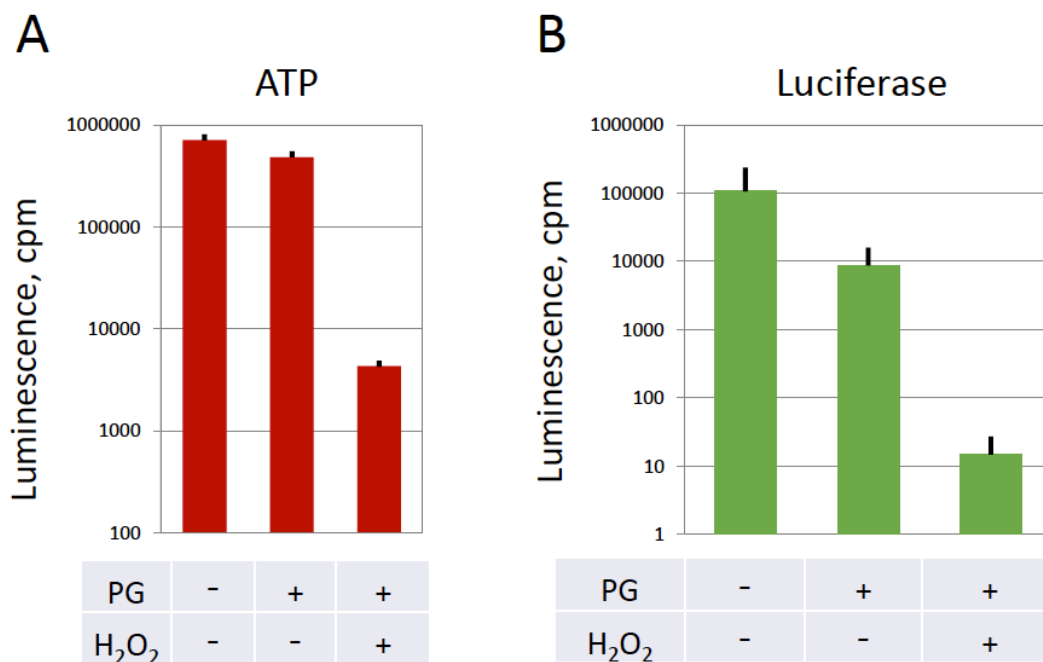 A
ATP
Luminescence, cpm
1000000
100000
10000
1000
100
PG - + +
H₂O₂ - - +
B
Luciferase
Luminescence, cpm
1000000
100000
10000
1000
100
10
1
PG - + +
H₂O₂ - - +